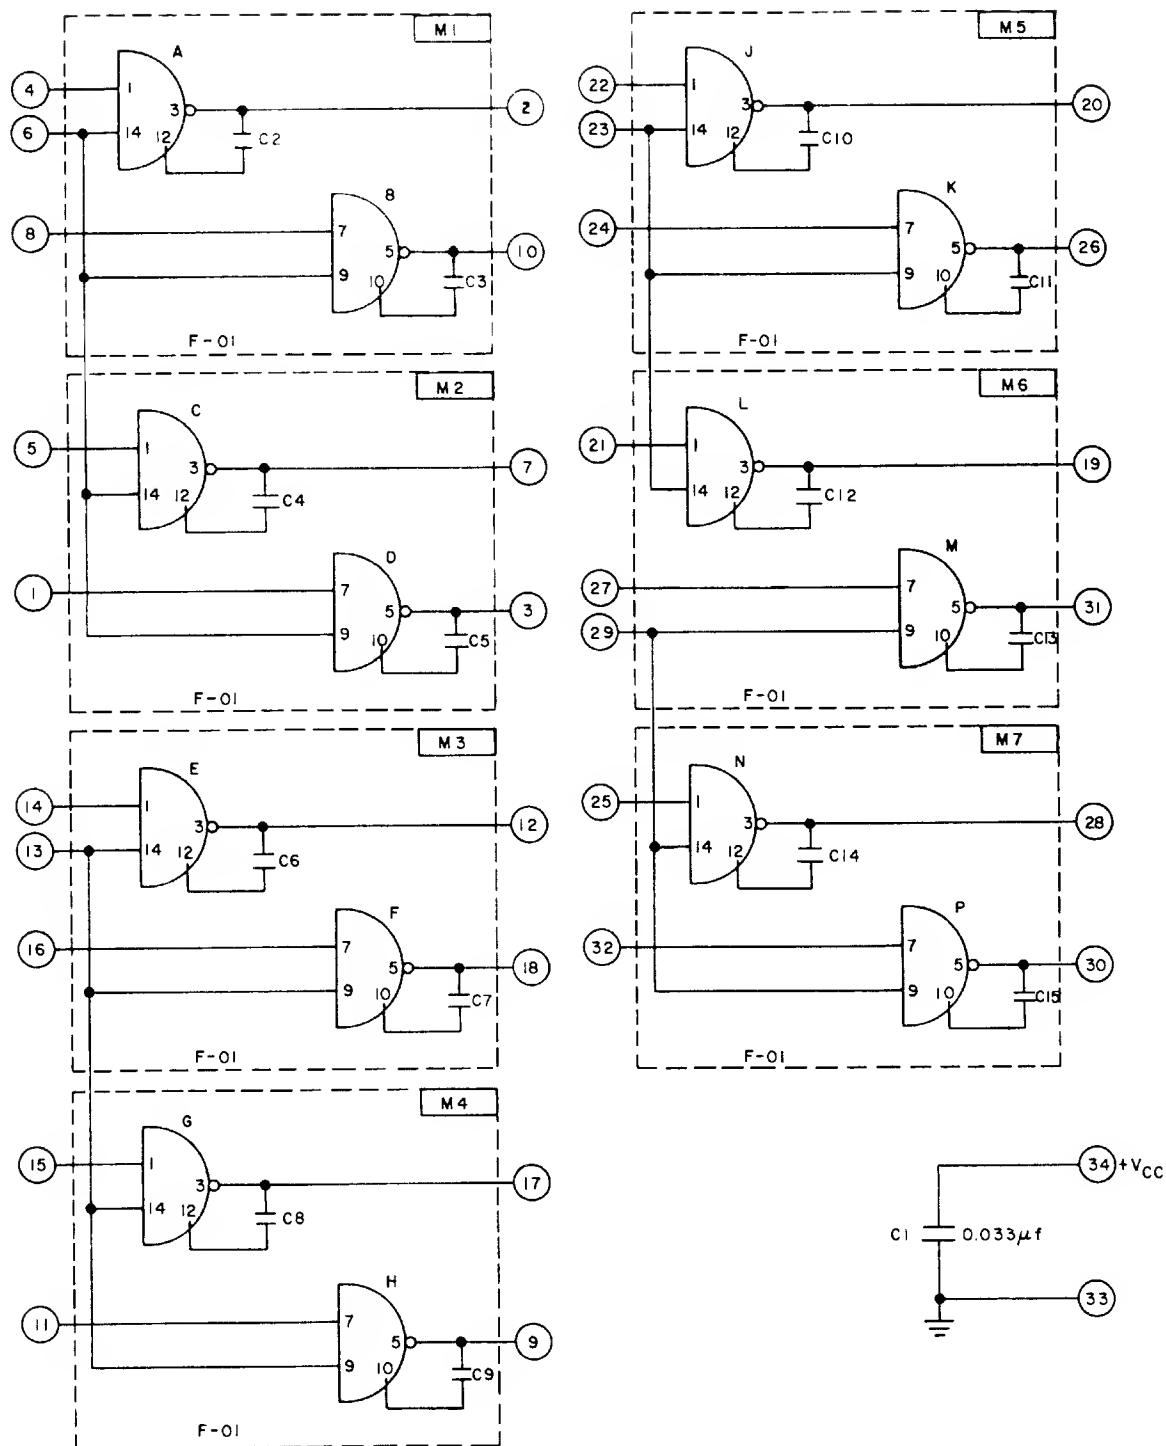 M1
A
4
1
3
2
6
14
12
C2
B
8
7
5
10
9
10
C3
F-01
M2
C
5
1
3
7
14
12
C4
D
1
7
5
3
9
10
C5
F-01
M3
E
14
1
3
12
13
14
12
C6
F
16
7
5
18
9
10
C7
F-01
M4
G
15
1
3
17
14
12
C8
H
11
7
5
9
9
10
C9
F-01
M5
J
22
1
3
20
23
14
12
C10
K
24
7
5
26
9
10
C11
F-01
M6
L
21
1
3
19
14
12
C12
M
27
7
5
31
29
9
10
C13
F-01
M7
N
25
1
3
28
14
12
C14
P
32
7
5
30
9
10
C15
F-01
34 +VCC
C1 0.033μf
33